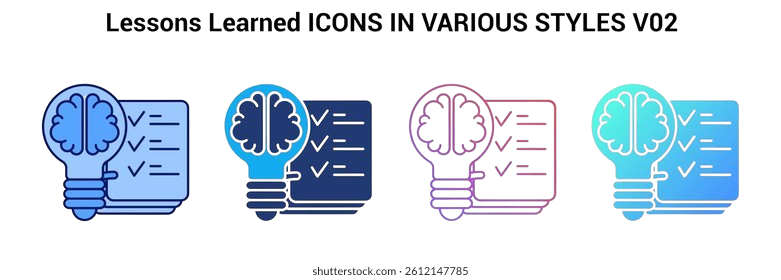 Lessons Learned ICONS IN VARIOUS STYLES V02
shutterstock.com · 2612147785